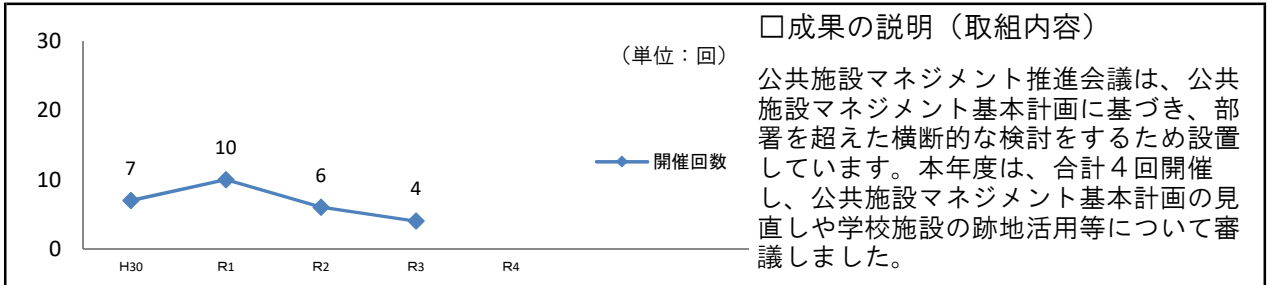 30
20
10
0
(単位：回)
7
10
6
4
開催回数
H30
R1
R2
R3
R4
□成果の説明（取組内容）
公共施設マネジメント推進会議は、公共
施設マネジメント基本計画に基づき、部
署を超えた横断的な検討をするため設置
しています。本年度は、合計４回開催
し、公共施設マネジメント基本計画の見
直しや学校施設の跡地活用等について審
議しました。